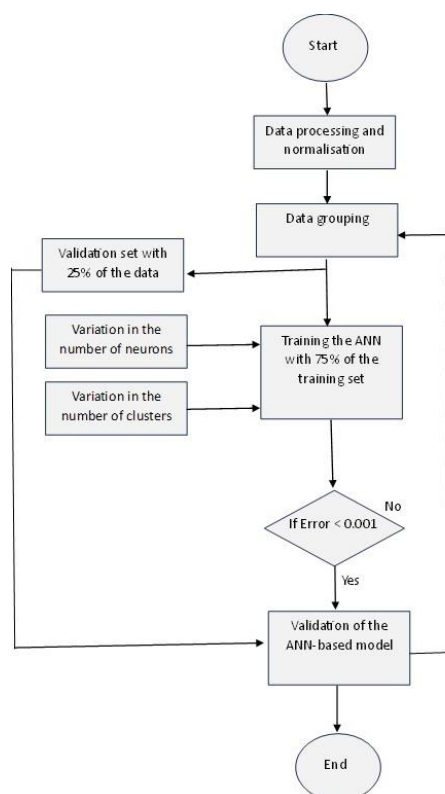 Start
Data processing and
normalisation
Data grouping
Validation set with
25% of the data
Variation in the
number of neurons
Training the ANN
with 75% of the
training set
Variation in the
number of clusters
No
If Error < 0.001
Yes
Validation of the
ANN-based model
End